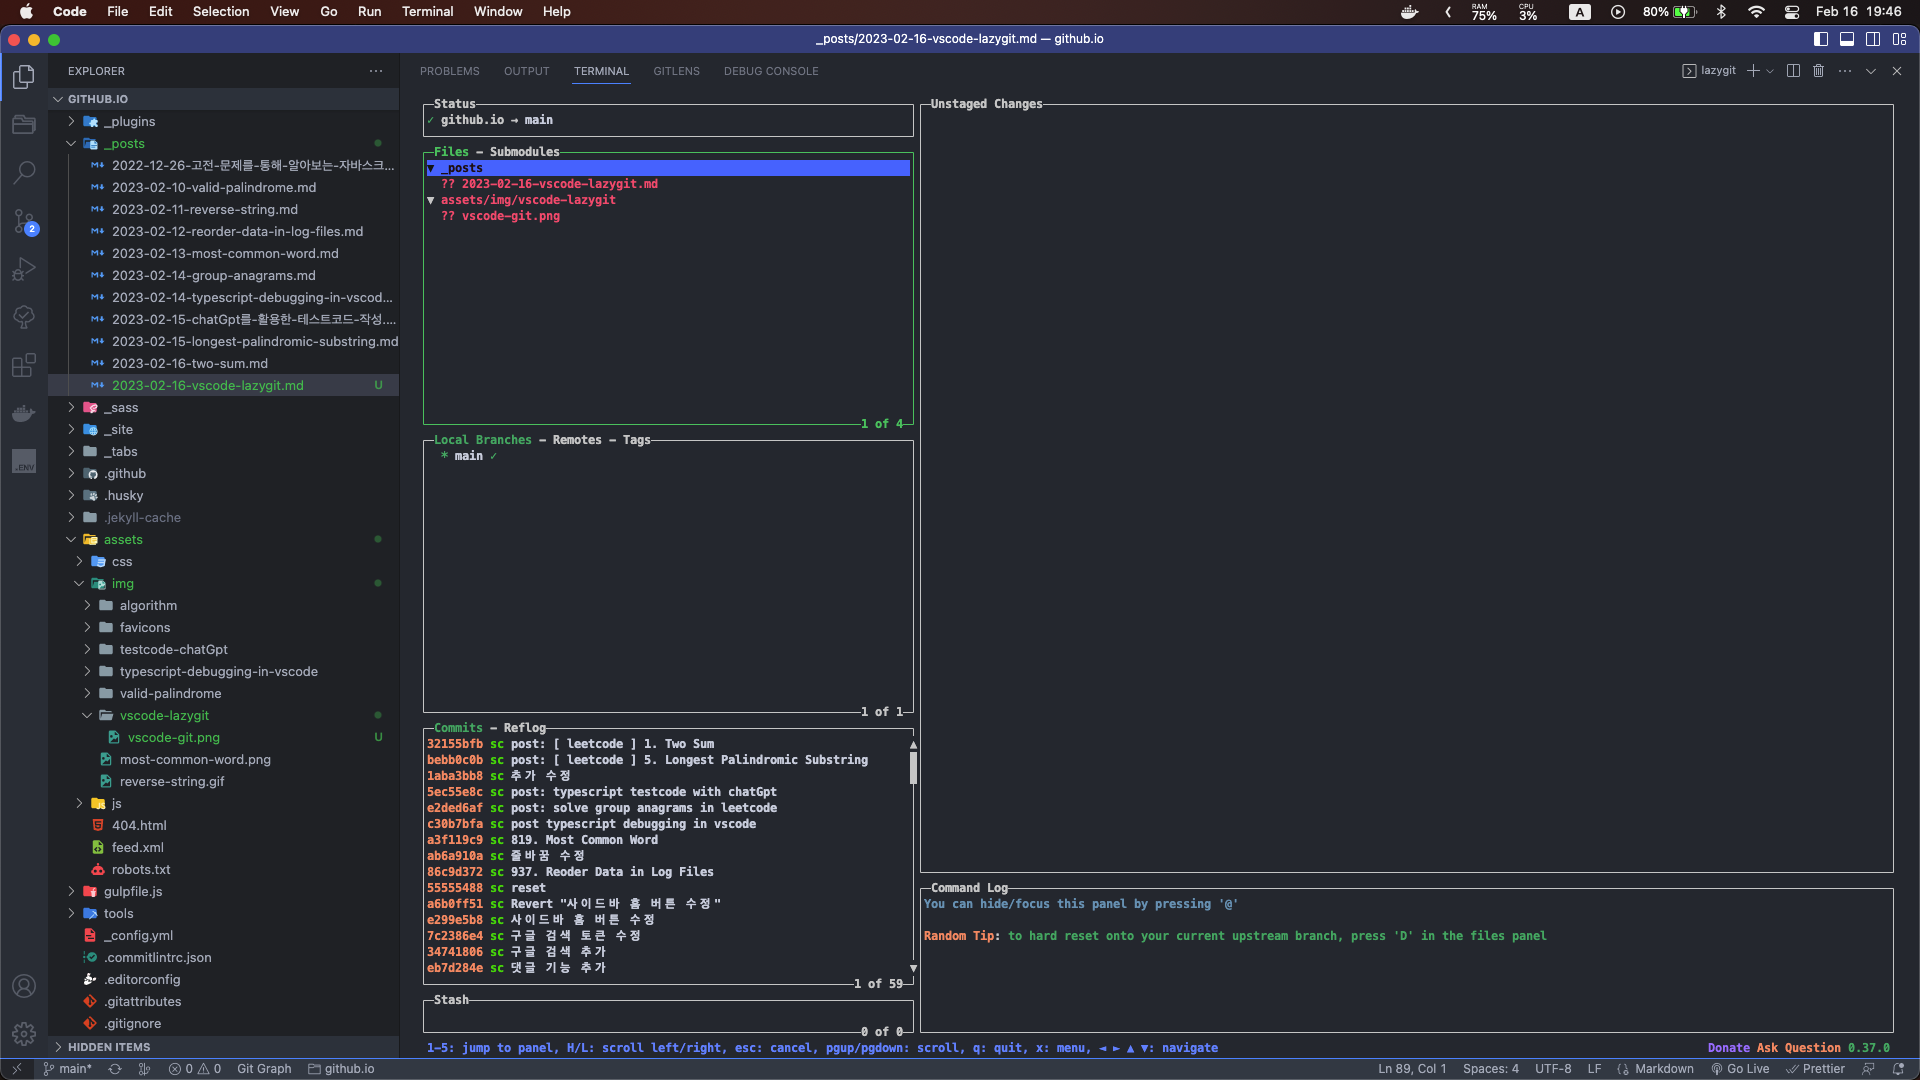 Code File Edit Selection View Go Run Terminal Window Help
RAM 75% CPU 3% A 80% Feb 16 19:46
_posts/2023-02-16-vscode-lazygit.md — github.io
EXPLORER
GITHUB.IO
_plugins
_posts
2022-12-26-고전-문제를-통해-알아보는-자바스크...
2023-02-10-valid-palindrome.md
2023-02-11-reverse-string.md
2023-02-12-reorder-data-in-log-files.md
2023-02-13-most-common-word.md
2023-02-14-group-anagrams.md
2023-02-14-typescript-debugging-in-vscod...
2023-02-15-chatGpt를-활용한-테스트코드-작성....
2023-02-15-longest-palindromic-substring.md
2023-02-16-two-sum.md
2023-02-16-vscode-lazygit.md U
_sass
_site
_tabs
.github
.husky
.jekyll-cache
assets
css
img
algorithm
favicons
testcode-chatGpt
typescript-debugging-in-vscode
valid-palindrome
vscode-lazygit
vscode-git.png U
most-common-word.png
reverse-string.gif
js
404.html
feed.xml
robots.txt
gulpfile.js
tools
_config.yml
.commitlintrc.json
.editorconfig
.gitattributes
.gitignore
HIDDEN ITEMS
2
.ENV
PROBLEMS OUTPUT TERMINAL GITLENS DEBUG CONSOLE
lazygit
Status
✓ github.io → main
Files – Submodules
▼ _posts
?? 2023-02-16-vscode-lazygit.md
▼ assets/img/vscode-lazygit
?? vscode-git.png
1 of 4
Local Branches – Remotes – Tags
* main ✓
1 of 1
Commits – Reflog
32155bfb sc post: [ leetcode ] 1. Two Sum
bebb0c0b sc post: [ leetcode ] 5. Longest Palindromic Substring
1aba3bb8 sc 추가 수정
5ec55e8c sc post: typescript testcode with chatGpt
e2ded6af sc post: solve group anagrams in leetcode
c30b7bfa sc post typescript debugging in vscode
a3f119c9 sc 819. Most Common Word
ab6a910a sc 줄바꿈 수정
86c9d372 sc 937. Reoder Data in Log Files
55555488 sc reset
a6b0ff51 sc Revert "사이드바 홈 버튼 수정"
e299e5b8 sc 사이드바 홈 버튼 수정
7c2386e4 sc 구글 검색 토큰 수정
34741806 sc 구글 검색 추가
eb7d284e sc 댓글 기능 추가
1 of 59
Stash
0 of 0
Unstaged Changes
Command Log
You can hide/focus this panel by pressing '@'
Random Tip: to hard reset onto your current upstream branch, press 'D' in the files panel
1–5: jump to panel, H/L: scroll left/right, esc: cancel, pgup/pgdown: scroll, q: quit, x: menu, ◄ ► ▲ ▼: navigate
Donate Ask Question 0.37.0
main* 0 0 Git Graph github.io
Ln 89, Col 1 Spaces: 4 UTF-8 LF Markdown Go Live Prettier